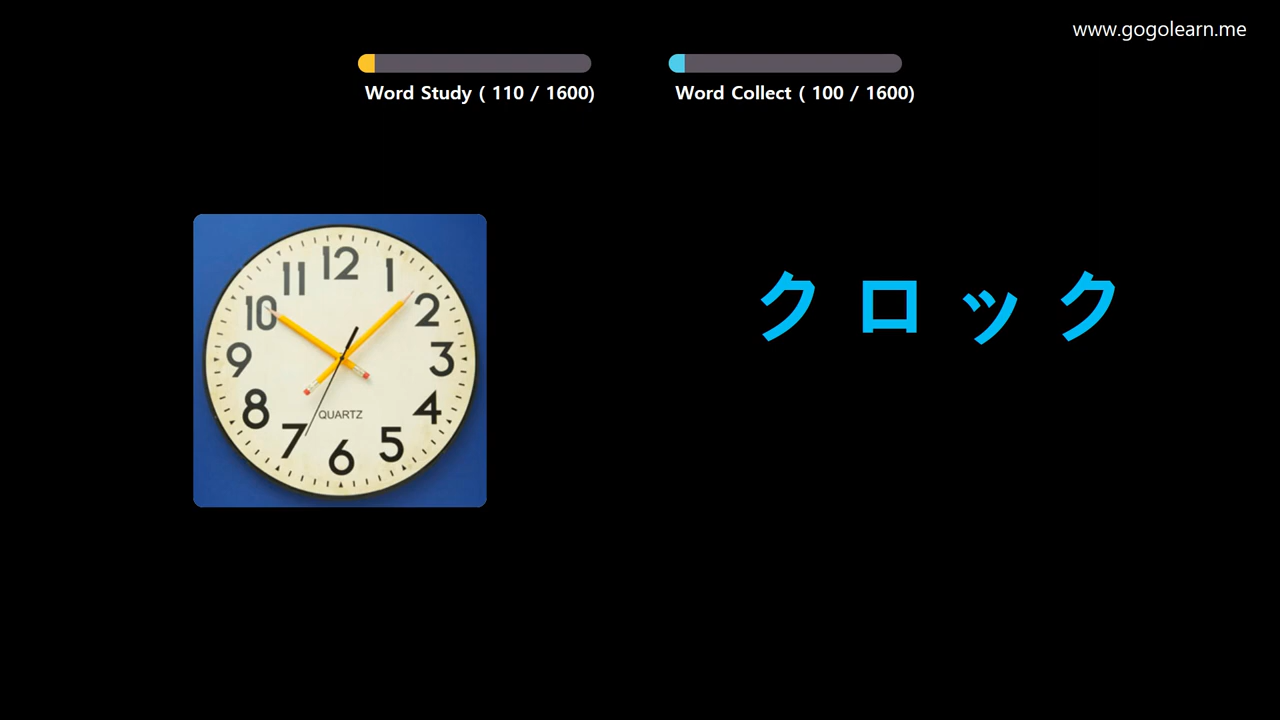 www.gogolearn.me
Word Study ( 110 / 1600)
Word Collect ( 100 / 1600)
12
11
1
10
2
9
3
8
4
QUARTZ
7
5
6
クロック